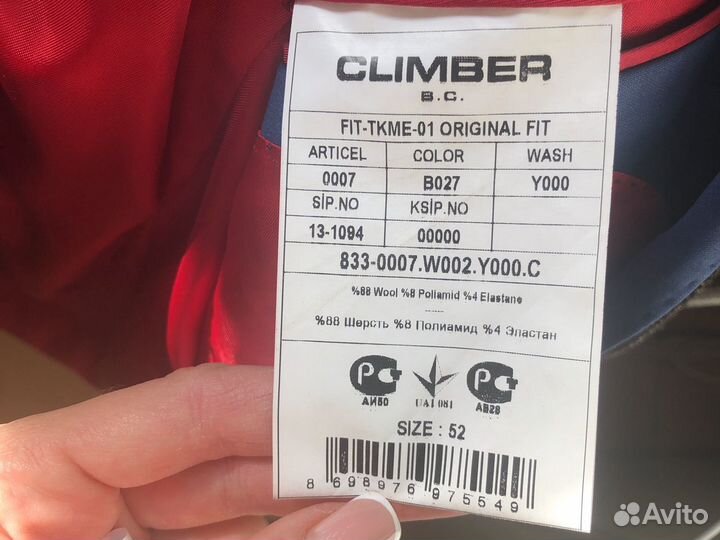 CLIMBER
B.C.
FIT-TKME-01 ORIGINAL FIT
ARTICEL COLOR WASH
0007 B027 Y000
SİP.NO KSİP.NO
13-1094 00000
833-0007.W002.Y000.C
%88 Wool %8 Poliamid %4 Elastane
%88 Шерсть %8 Полиамид %4 Эластан
АИ50 UA1 081 АВ28
SIZE : 52
8 698976 975549
Avito